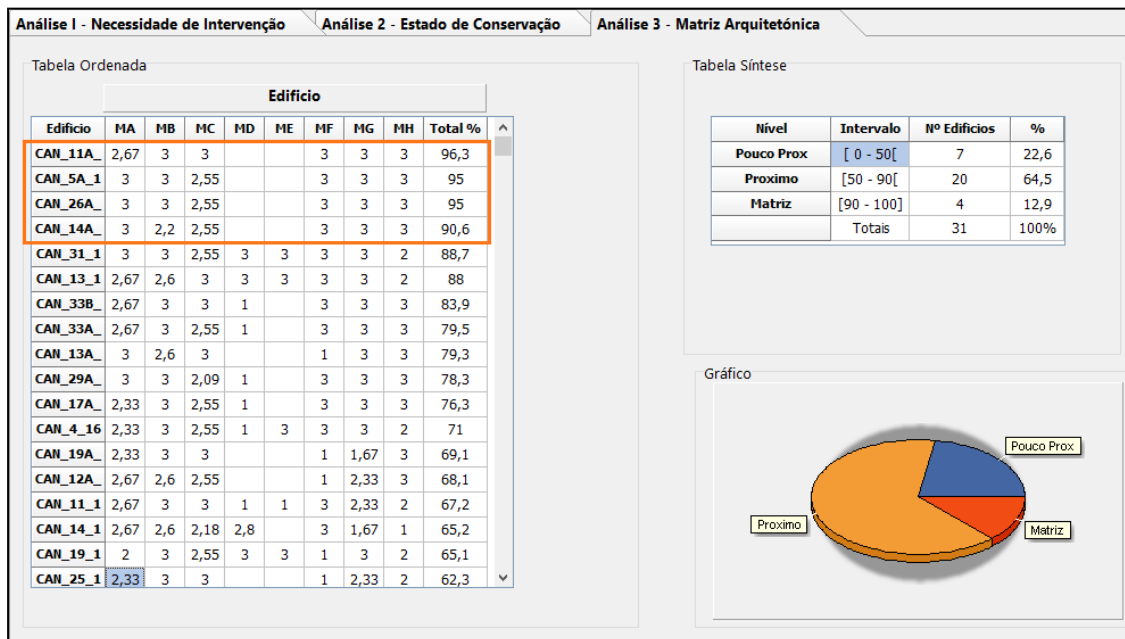 Análise I - Necessidade de Intervenção Análise 2 - Estado de Conservação Análise 3 - Matriz Arquitetónica
Tabela Ordenada
Edificio
Edificio MA MB MC MD ME MF MG MH Total %
CAN_11A_ 2,67 3 3 3 3 3 96,3
CAN_5A_1 3 3 2,55 3 3 3 95
CAN_26A_ 3 3 2,55 3 3 3 95
CAN_14A_ 3 2,2 2,55 3 3 3 90,6
CAN_31_1 3 3 2,55 3 3 3 3 2 88,7
CAN_13_1 2,67 2,6 3 3 3 3 3 2 88
CAN_33B_ 2,67 3 3 1 3 3 3 83,9
CAN_33A_ 2,67 3 2,55 1 3 3 3 79,5
CAN_13A_ 3 2,6 3 1 3 3 79,3
CAN_29A_ 3 3 2,09 1 3 3 3 78,3
CAN_17A_ 2,33 3 2,55 1 3 3 3 76,3
CAN_4_16 2,33 3 2,55 1 3 3 3 2 71
CAN_19A_ 2,33 3 3 1 1,67 3 69,1
CAN_12A_ 2,67 2,6 2,55 1 2,33 3 68,1
CAN_11_1 2,67 3 3 1 1 3 2,33 2 67,2
CAN_14_1 2,67 2,6 2,18 2,8 3 1,67 1 65,2
CAN_19_1 2 3 2,55 3 3 1 3 2 65,1
CAN_25_1 2,33 3 3 1 2,33 2 62,3
Tabela Síntese
Nível Intervalo Nº Edificios %
Pouco Prox [ 0 - 50[ 7 22,6
Proximo [50 - 90[ 20 64,5
Matriz [90 - 100] 4 12,9
Totais 31 100%
Gráfico
Pouco Prox
Proximo
Matriz